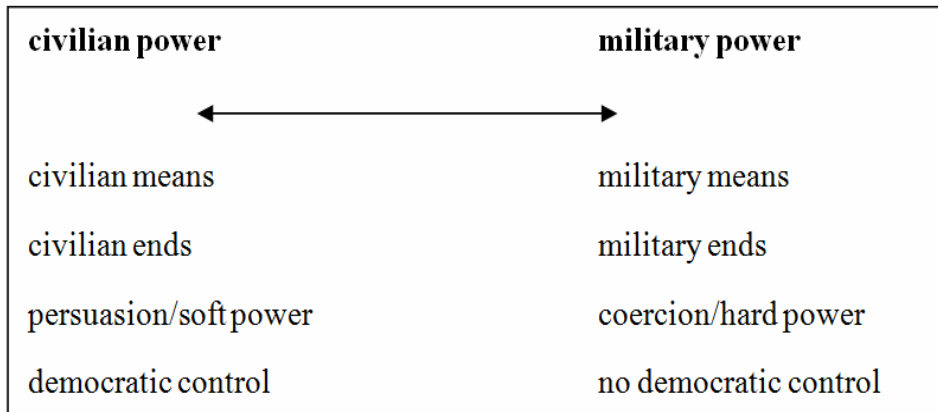 civilian power military power
civilian means military means
civilian ends military ends
persuasion/soft power coercion/hard power
democratic control no democratic control